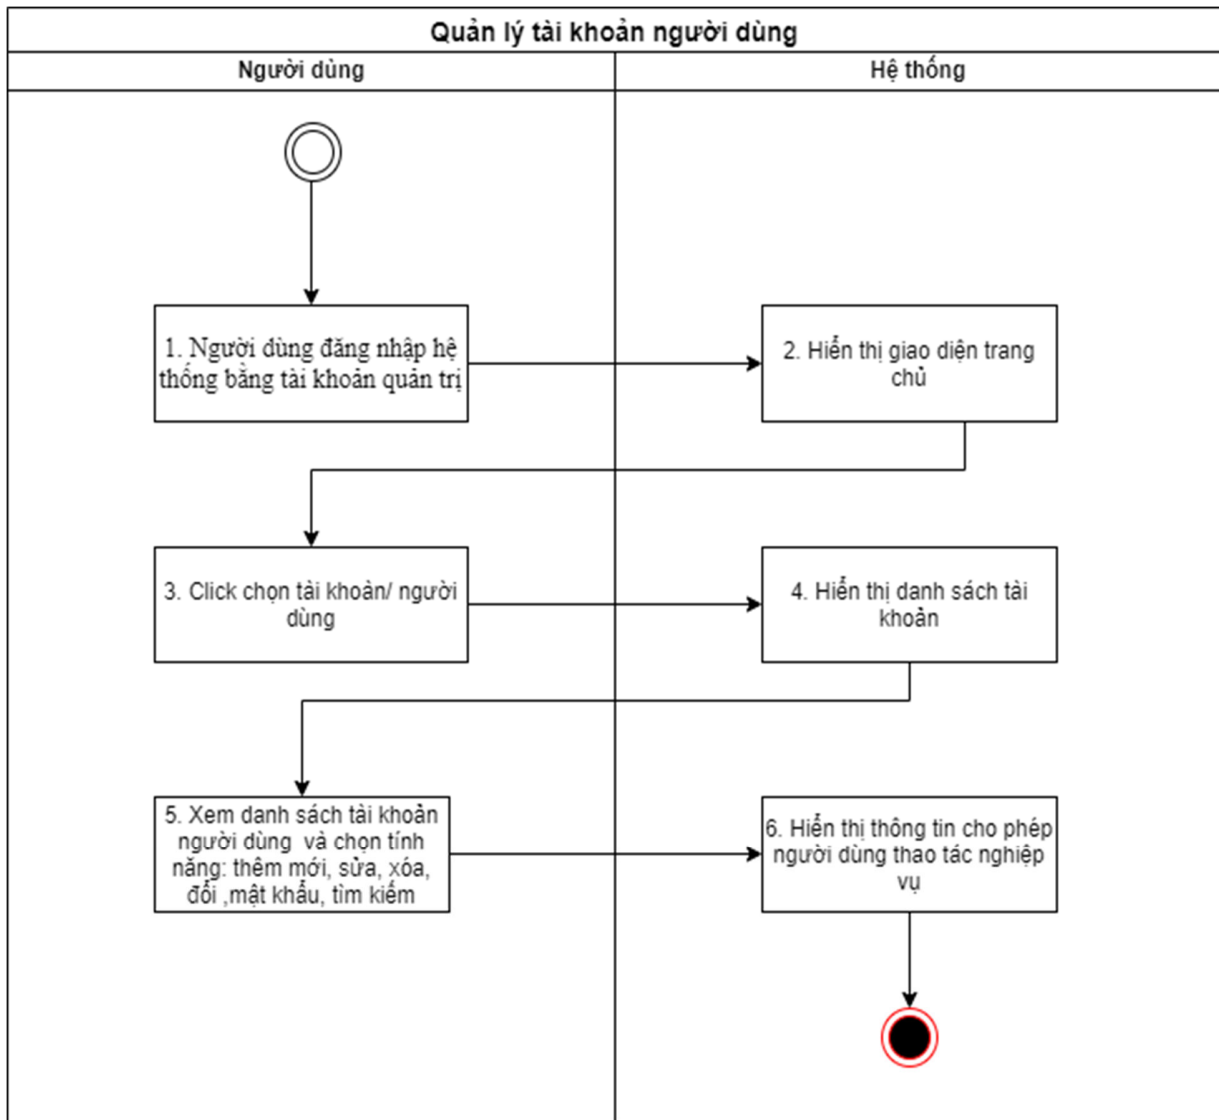 Quản lý tài khoản người dùng
Người dùng
Hệ thống
1. Người dùng đăng nhập hệ
thống bằng tài khoản quản trị
2. Hiển thị giao diện trang
chủ
3. Click chọn tài khoản/ người
dùng
4. Hiển thị danh sách tài
khoản
5. Xem danh sách tài khoản
người dùng và chọn tính
năng: thêm mới, sửa, xóa,
đổi ,mật khẩu, tìm kiếm
6. Hiển thị thông tin cho phép
người dùng thao tác nghiệp
vụ